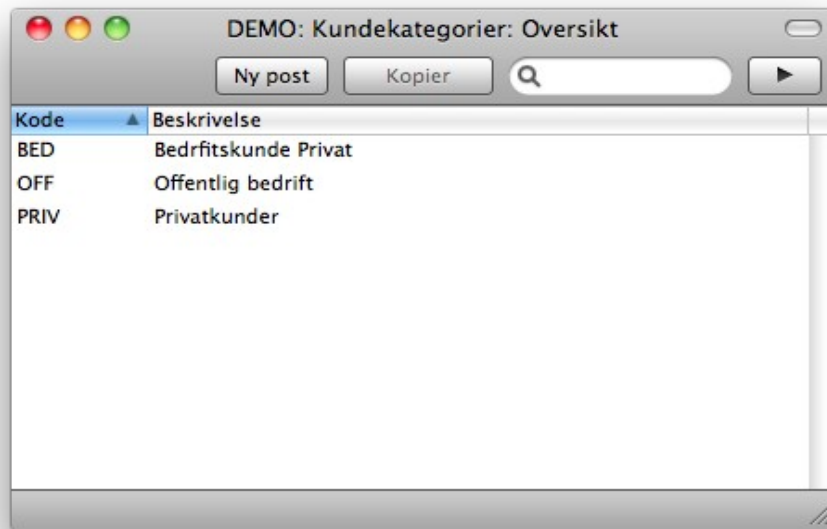 DEMO: Kundekategorier: Oversikt
Ny post Kopier
Kode Beskrivelse
BED Bedrfitskunde Privat
OFF Offentlig bedrift
PRIV Privatkunder